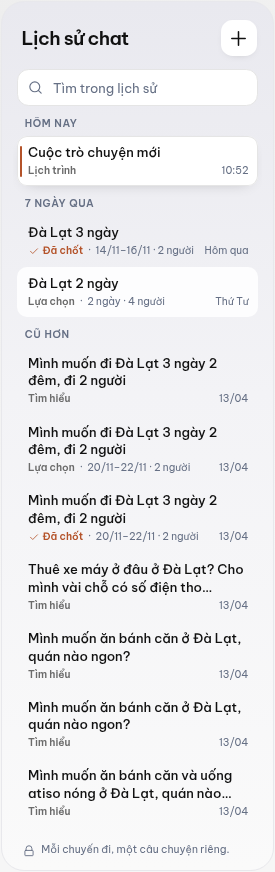 Lịch sử chat
Tìm trong lịch sử
HÔM NAY
Cuộc trò chuyện mới
Lịch trình 10:52
7 NGÀY QUA
Đà Lạt 3 ngày
Đã chốt · 14/11–16/11 · 2 người Hôm qua
Đà Lạt 2 ngày
Lựa chọn · 2 ngày · 4 người Thứ Tư
CŨ HƠN
Mình muốn đi Đà Lạt 3 ngày 2
đêm, đi 2 người
Tìm hiểu 13/04
Mình muốn đi Đà Lạt 3 ngày 2
đêm, đi 2 người
Lựa chọn · 20/11–22/11 · 2 người 13/04
Mình muốn đi Đà Lạt 3 ngày 2
đêm, đi 2 người
Đã chốt · 20/11–22/11 · 2 người 13/04
Thuê xe máy ở đâu ở Đà Lạt? Cho
mình vài chỗ có số điện tho...
Tìm hiểu 13/04
Mình muốn ăn bánh căn ở Đà Lạt,
quán nào ngon?
Tìm hiểu 13/04
Mình muốn ăn bánh căn ở Đà Lạt,
quán nào ngon?
Tìm hiểu 13/04
Mình muốn ăn bánh căn và uống
atiso nóng ở Đà Lạt, quán nào...
Tìm hiểu 13/04
Mỗi chuyến đi, một câu chuyện riêng.